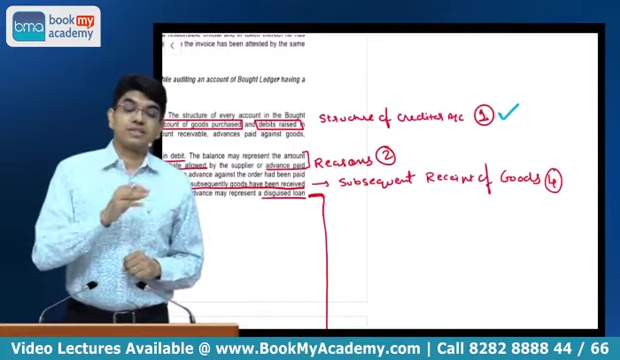 bma
book my
academy
the invoice has been attested by the same
while auditing an account of Bought Ledger having a
The structure of every account in the Bought
count of goods purchased and debits raised
ount receivable, advances paid against goods,
in debit. The balance may represent the amount
allowed by the supplier or advance paid
advance against the order had been paid
subsequently goods have been received
dvance may represent a disguised loan
Structure of Creditor A/c 1
Reasons 2
Subsequent Receipt of Goods 4
Video Lectures Available @ www.BookMyAcademy.com | Call 8282 8888 44 / 66